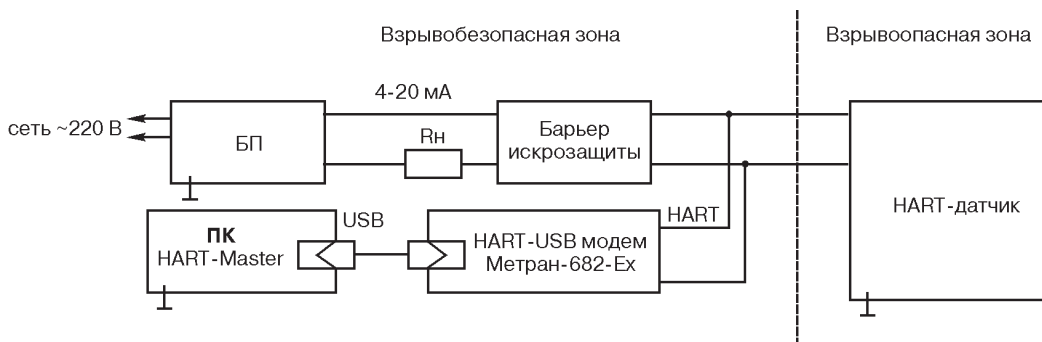 Взрывобезопасная зона
Взрывоопасная зона
4-20 мА
сеть ~220 В
БП
Rн
Барьер
искрозащиты
HART-датчик
ПК
HART-Master
USB
HART
HART-USB модем
Метран-682-Ех